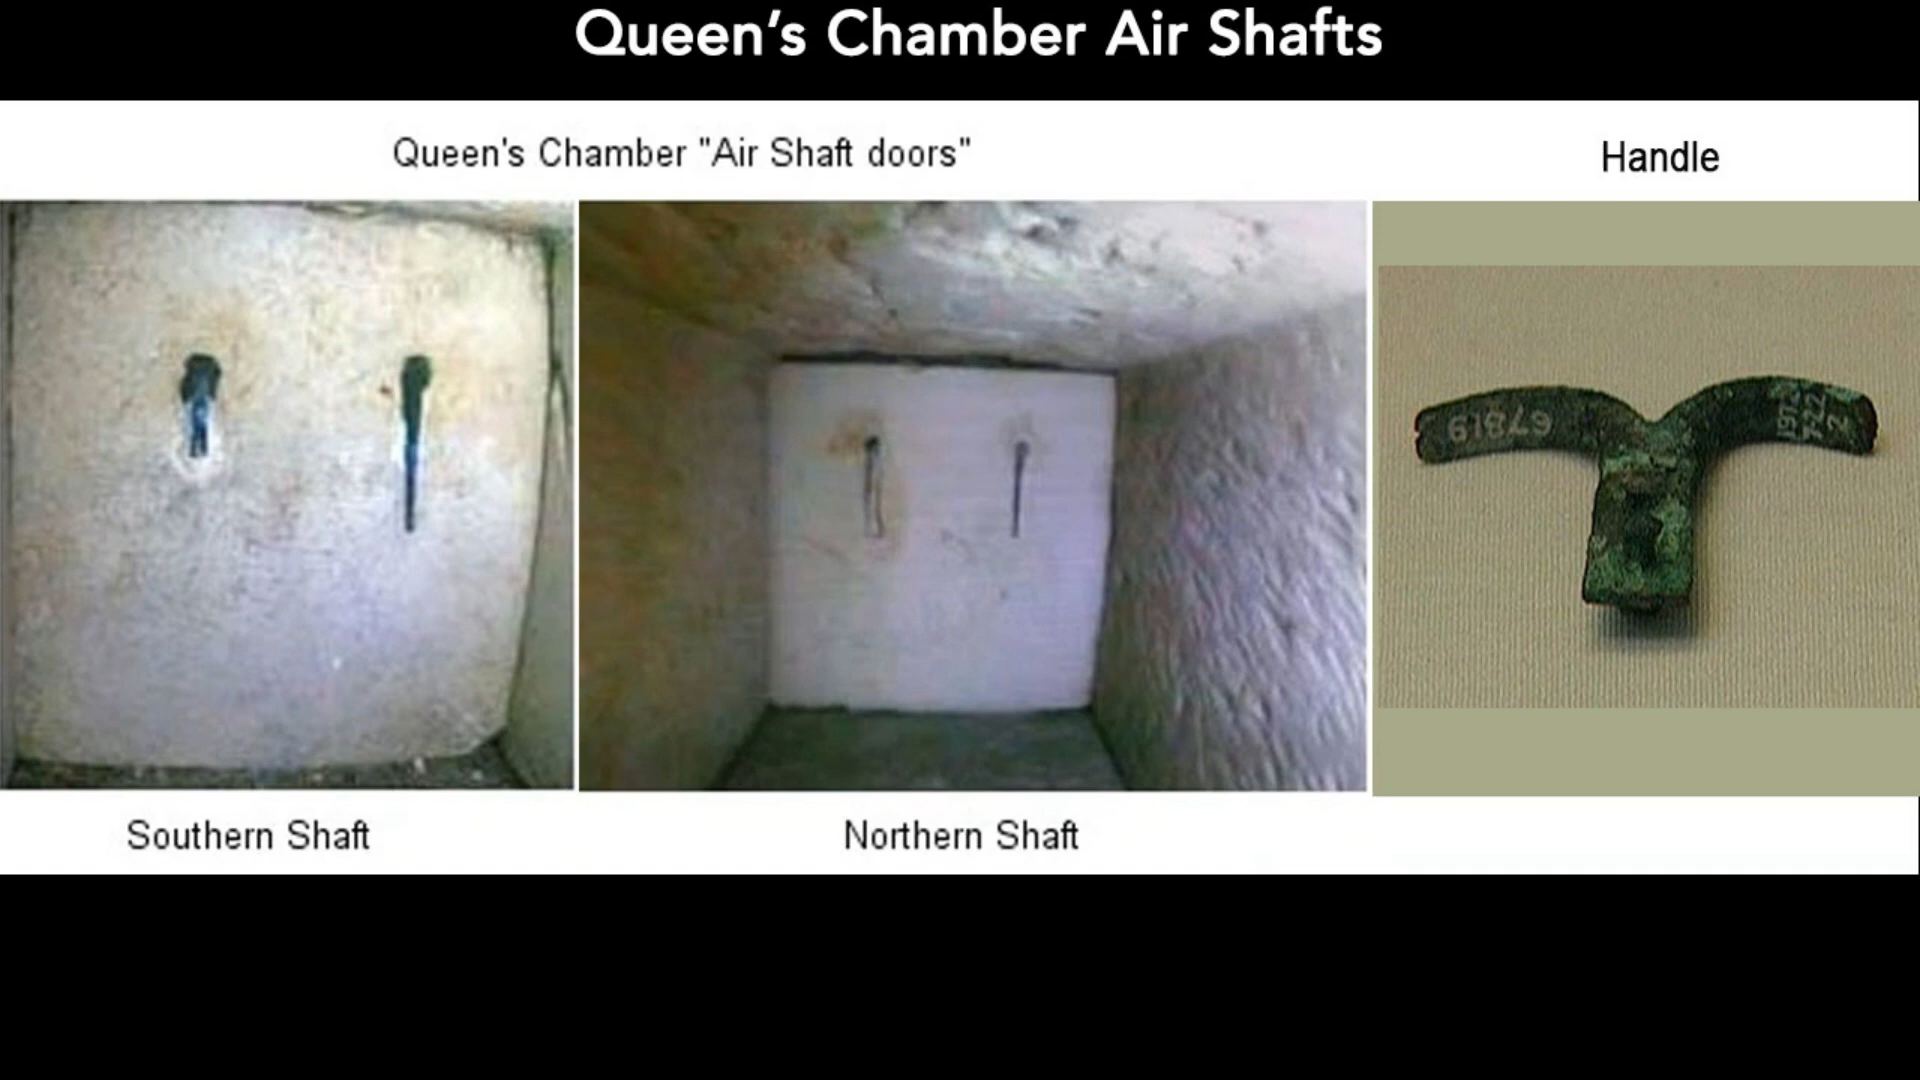 Queen's Chamber Air Shafts
Queen's Chamber "Air Shaft doors"
Handle
67819
Southern Shaft
Northern Shaft